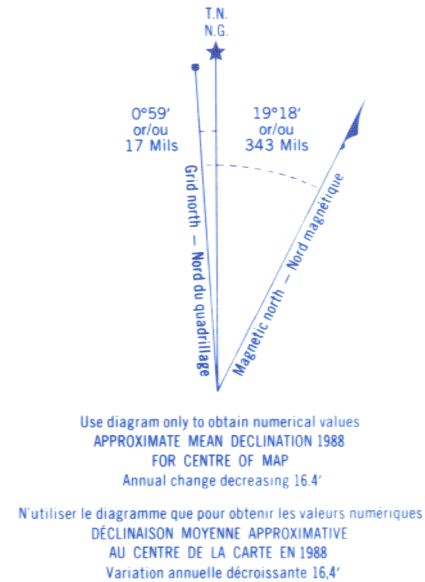 T.N.
N.G.
0°59′
or/ou
17 Mils
19°18′
or/ou
343 Mils
Grid north — Nord du quadrillage
Magnetic north — Nord magnétique
Use diagram only to obtain numerical values
APPROXIMATE MEAN DECLINATION 1988
FOR CENTRE OF MAP
Annual change decreasing 16.4′
N'utiliser le diagramme que pour obtenir les valeurs numériques
DÉCLINAISON MOYENNE APPROXIMATIVE
AU CENTRE DE LA CARTE EN 1988
Variation annuelle décroissante 16,4′